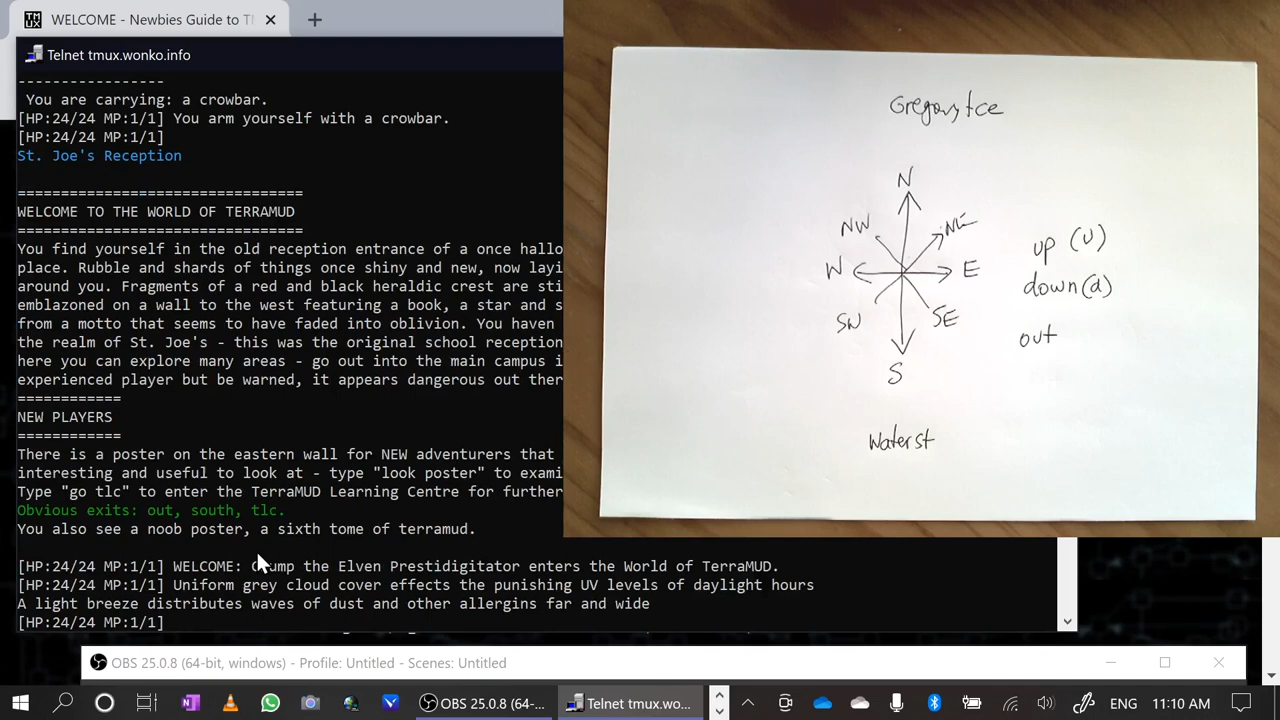 WELCOME - Newbies Guide to TM
Telnet tmux.wonko.info
----------------
You are carrying: a crowbar.
[HP:24/24 MP:1/1] You arm yourself with a crowbar.
[HP:24/24 MP:1/1]
St. Joe's Reception
=================================
WELCOME TO THE WORLD OF TERRAMUD
=================================
You find yourself in the old reception entrance of a once hallo
place. Rubble and shards of things once shiny and new, now layi
around you. Fragments of a red and black heraldic crest are sti
emblazoned on a wall to the west featuring a book, a star and s
from a motto that seems to have faded into oblivion. You haven
the realm of St. Joe's - this was the original school reception
here you can explore many areas - go out into the main campus i
experienced player but be warned, it appears dangerous out ther
============
NEW PLAYERS
============
There is a poster on the eastern wall for NEW adventurers that
interesting and useful to look at - type "look poster" to exami
Type "go tlc" to enter the TerraMUD Learning Centre for further
Obvious exits: out, south, tlc.
You also see a noob poster, a sixth tome of terramud.
[HP:24/24 MP:1/1] WELCOME: the Elven Prestidigitator enters the World of TerraMUD.
[HP:24/24 MP:1/1] Uniform grey cloud cover effects the punishing UV levels of daylight hours
A light breeze distributes waves of dust and other allergins far and wide
[HP:24/24 MP:1/1]
Gregory tce
N
NW
NE
W
E
SW
SE
S
up (u)
down (d)
out
Water st
OBS 25.0.8 (64-bit, windows) - Profile: Untitled - Scenes: Untitled
OBS 25.0.8 (64-...
Telnet tmux.wo...
ENG
11:10 AM